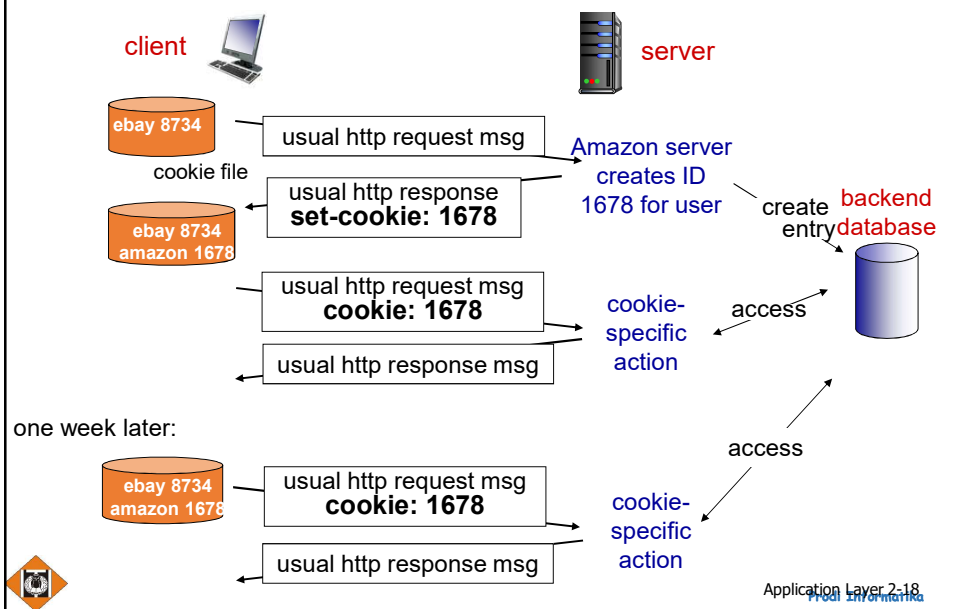 client
server
ebay 8734
usual http request msg
cookie file
Amazon server
creates ID
1678 for user
usual http response
set-cookie: 1678
ebay 8734
amazon 1678
create
entry
backend
database
usual http request msg
cookie: 1678
cookie-
specific
action
access
usual http response msg
one week later:
access
ebay 8734
amazon 1678
usual http request msg
cookie: 1678
cookie-
specific
action
usual http response msg
Application Layer 2-18
Prodi Informatika